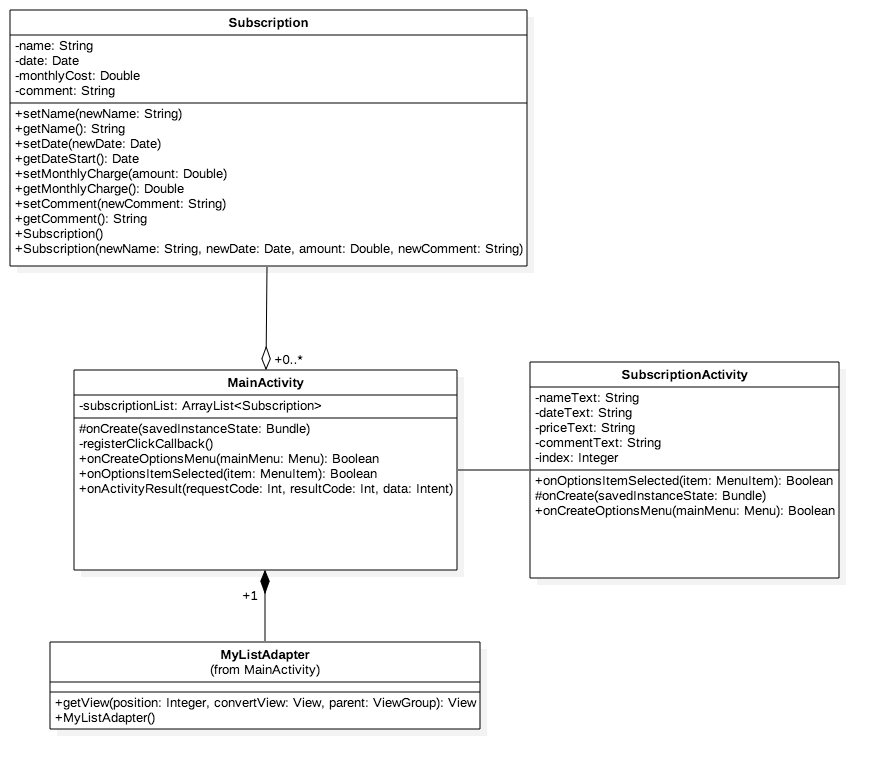 Subscription
-name: String
-date: Date
-monthlyCost: Double
-comment: String
+setName(newName: String)
+getName(): String
+setDate(newDate: Date)
+getDateStart(): Date
+setMonthlyCharge(amount: Double)
+getMonthlyCharge(): Double
+setComment(newComment: String)
+getComment(): String
+Subscription()
+Subscription(newName: String, newDate: Date, amount: Double, newComment: String)
+0..*
MainActivity
-subscriptionList: ArrayList<Subscription>
#onCreate(savedInstanceState: Bundle)
-registerClickCallback()
+onCreateOptionsMenu(mainMenu: Menu): Boolean
+onOptionsItemSelected(item: MenuItem): Boolean
+onActivityResult(requestCode: Int, resultCode: Int, data: Intent)
SubscriptionActivity
-nameText: String
-dateText: String
-priceText: String
-commentText: String
-index: Integer
+onOptionsItemSelected(item: MenuItem): Boolean
#onCreate(savedInstanceState: Bundle)
+onCreateOptionsMenu(mainMenu: Menu): Boolean
+1
MyListAdapter
(from MainActivity)
+getView(position: Integer, convertView: View, parent: ViewGroup): View
+MyListAdapter()